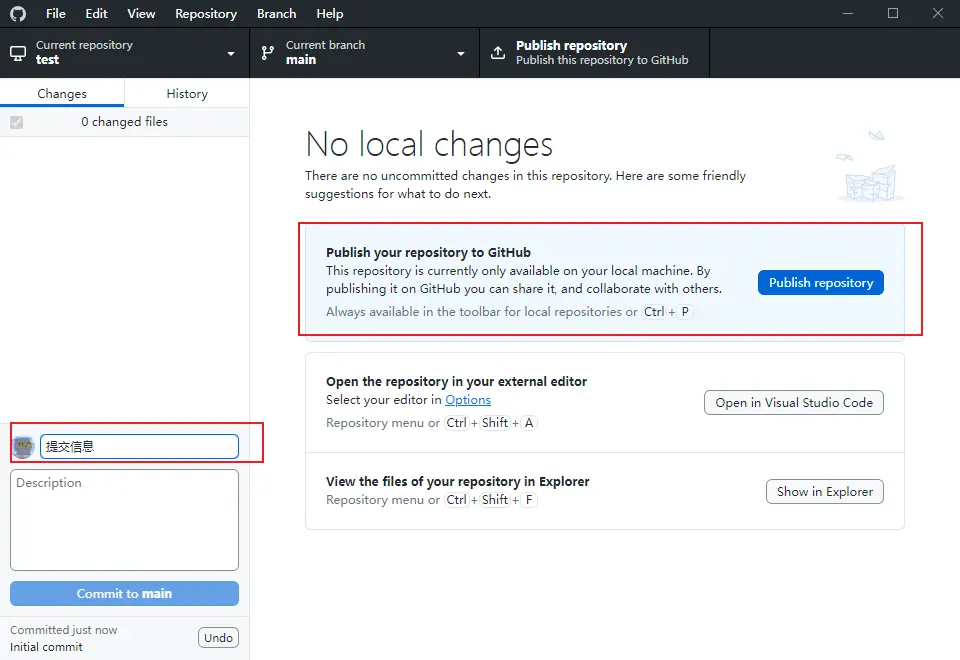 File Edit View Repository Branch Help
Current repository
test
Current branch
main
Publish repository
Publish this repository to GitHub
Changes
History
0 changed files
No local changes
There are no uncommitted changes in this repository. Here are some friendly
suggestions for what to do next.
Publish your repository to GitHub
This repository is currently only available on your local machine. By
publishing it on GitHub you can share it, and collaborate with others.
Always available in the toolbar for local repositories or Ctrl + P
Publish repository
Open the repository in your external editor
Select your editor in Options
Repository menu or Ctrl + Shift + A
Open in Visual Studio Code
View the files of your repository in Explorer
Repository menu or Ctrl + Shift + F
Show in Explorer
提交信息
Description
Commit to main
Committed just now
Initial commit
Undo